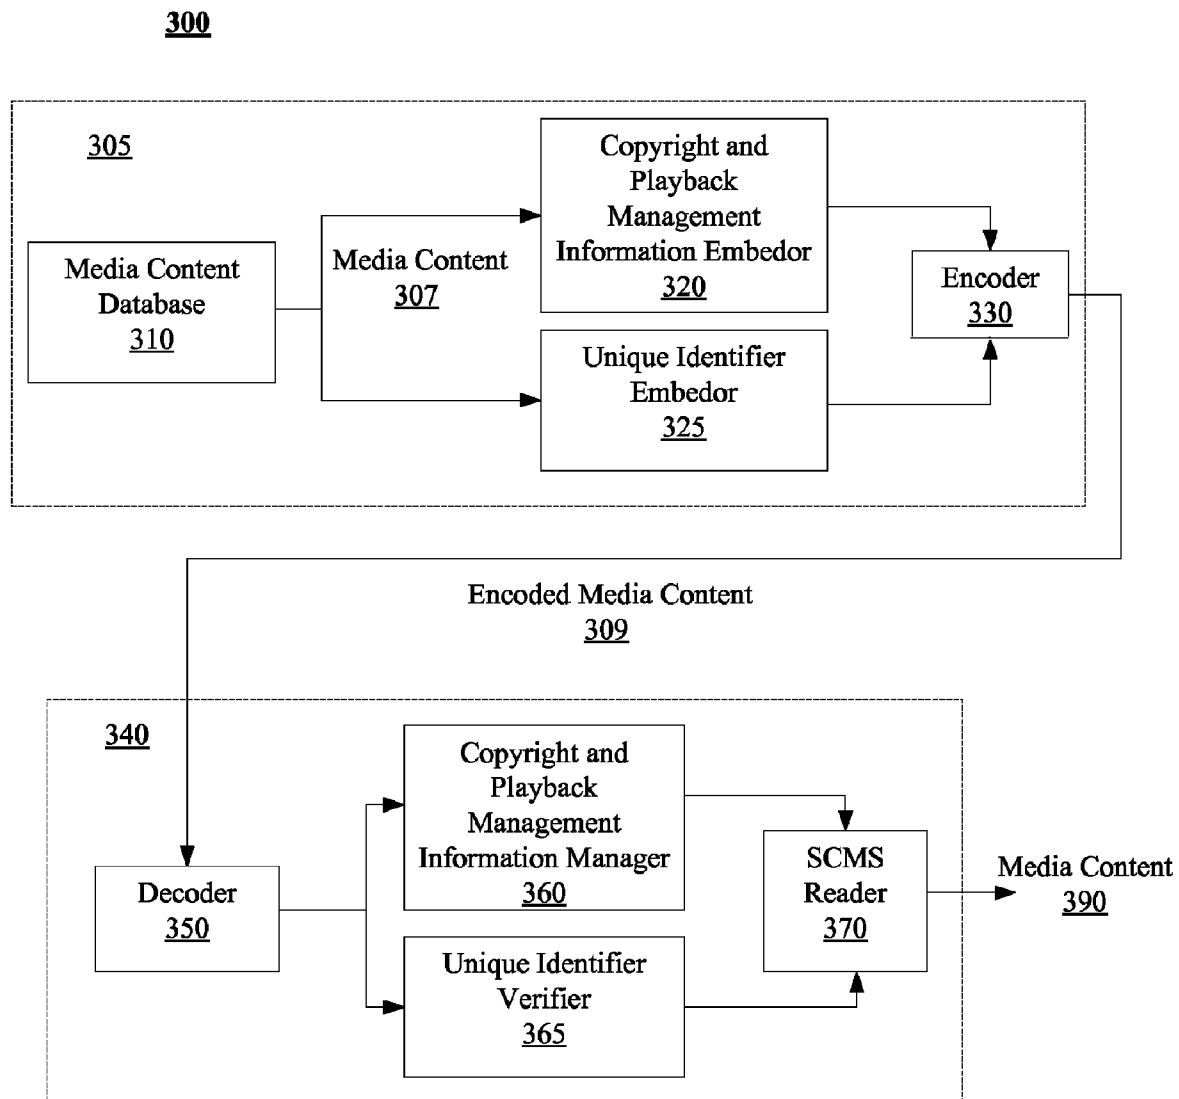 300
305
Media Content
Database
310
Media Content
307
Copyright and
Playback
Management
Information Embedor
320
Unique Identifier
Embedor
325
Encoder
330
Encoded Media Content
309
340
Decoder
350
Copyright and
Playback
Management
Information Manager
360
Unique Identifier
Verifier
365
SCMS
Reader
370
Media Content
390